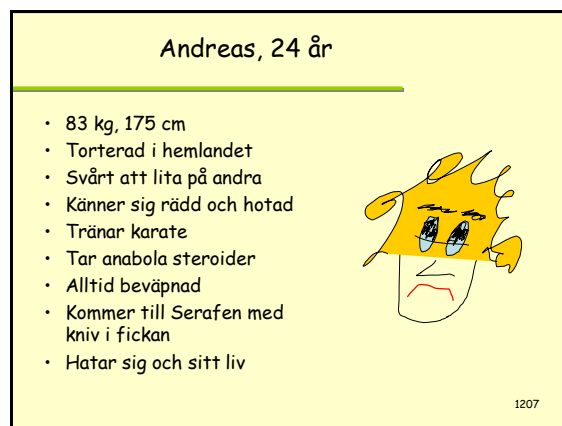 Andreas, 24 år
• 83 kg, 175 cm
• Torterad i hemlandet
• Svårt att lita på andra
• Känner sig rädd och hotad
• Tränar karate
• Tar anabola steroider
• Alltid beväpnad
• Kommer till Serafen med
kniv i fickan
• Hatar sig och sitt liv
1207